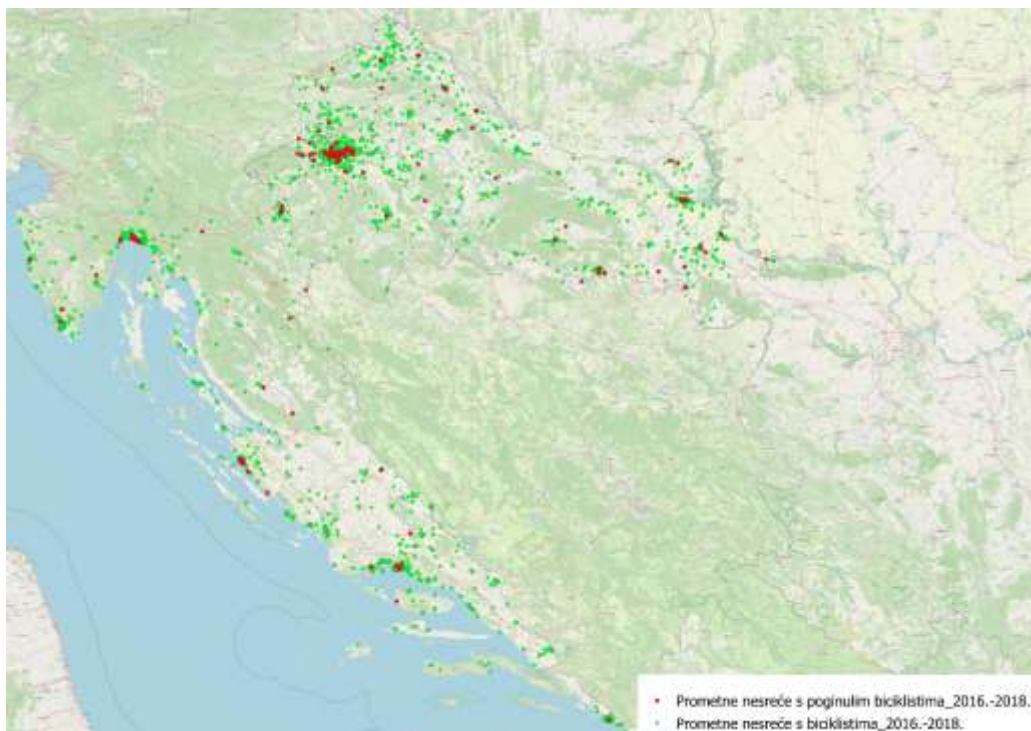 Prometne nesreće s poginulim biciklistima_2016.-2018.
Prometne nesreće s biciklistima_2016.-2018.